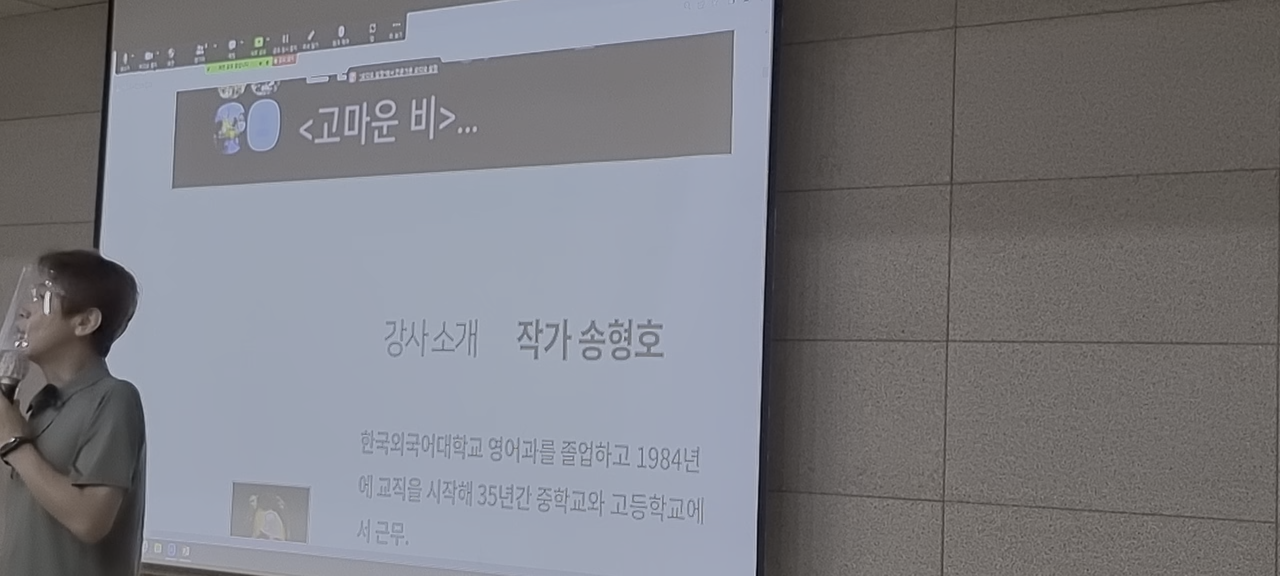 <고마운 비>...
강사 소개 작가 송형호
한국외국어대학교 영어과를 졸업하고 1984년
에 교직을 시작해 35년간 중학교와 고등학교에
서 근무.